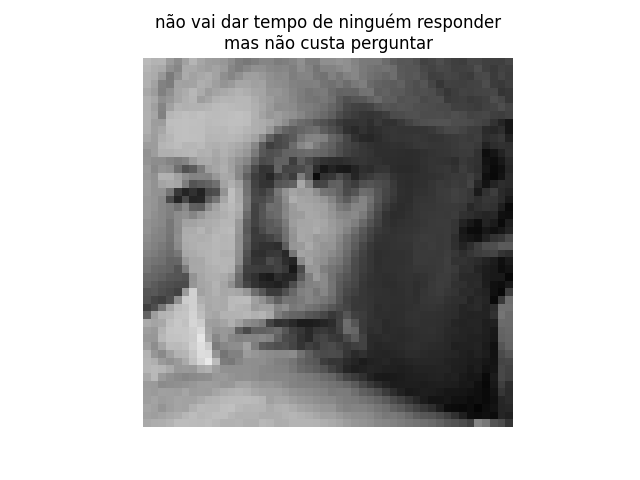 não vai dar tempo de ninguém responder
mas não custa perguntar